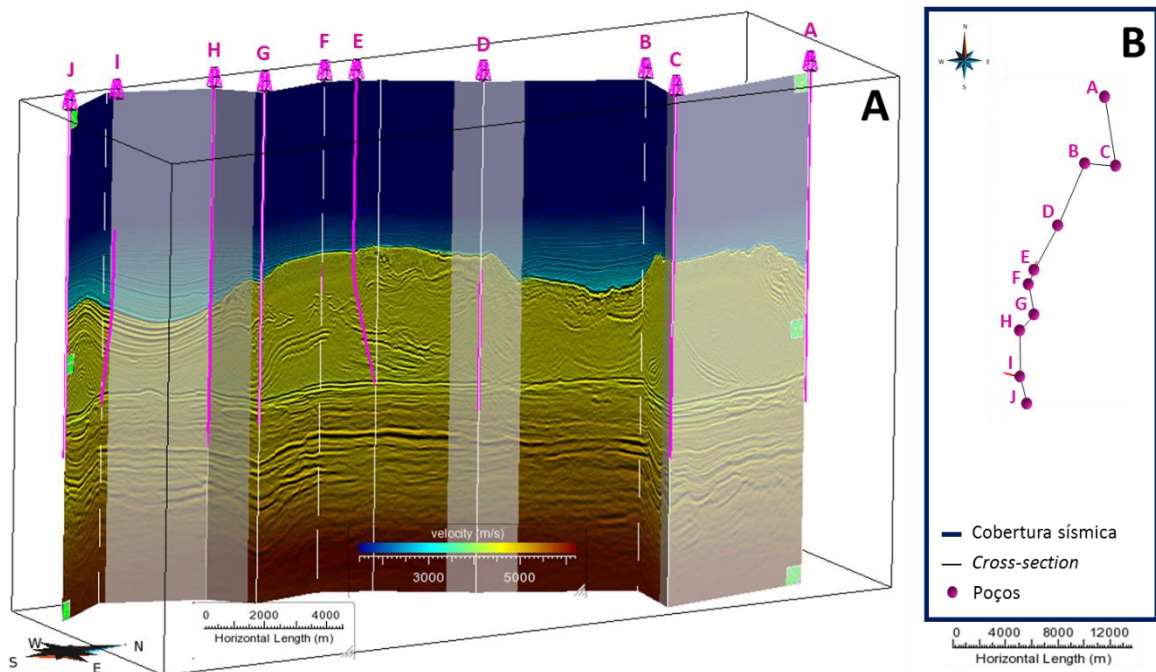 J
I
H
G
F
E
D
B
C
A
A
velocity (m/s)
3000
5000
0
2000
4000
Horizontal Length (m)
W
N
S
E
B
N
W
E
S
A
B
C
D
E
F
G
H
I
J
Cobertura sísmica
Cross-section
Poços
0
4000
8000
12000
Horizontal Length (m)